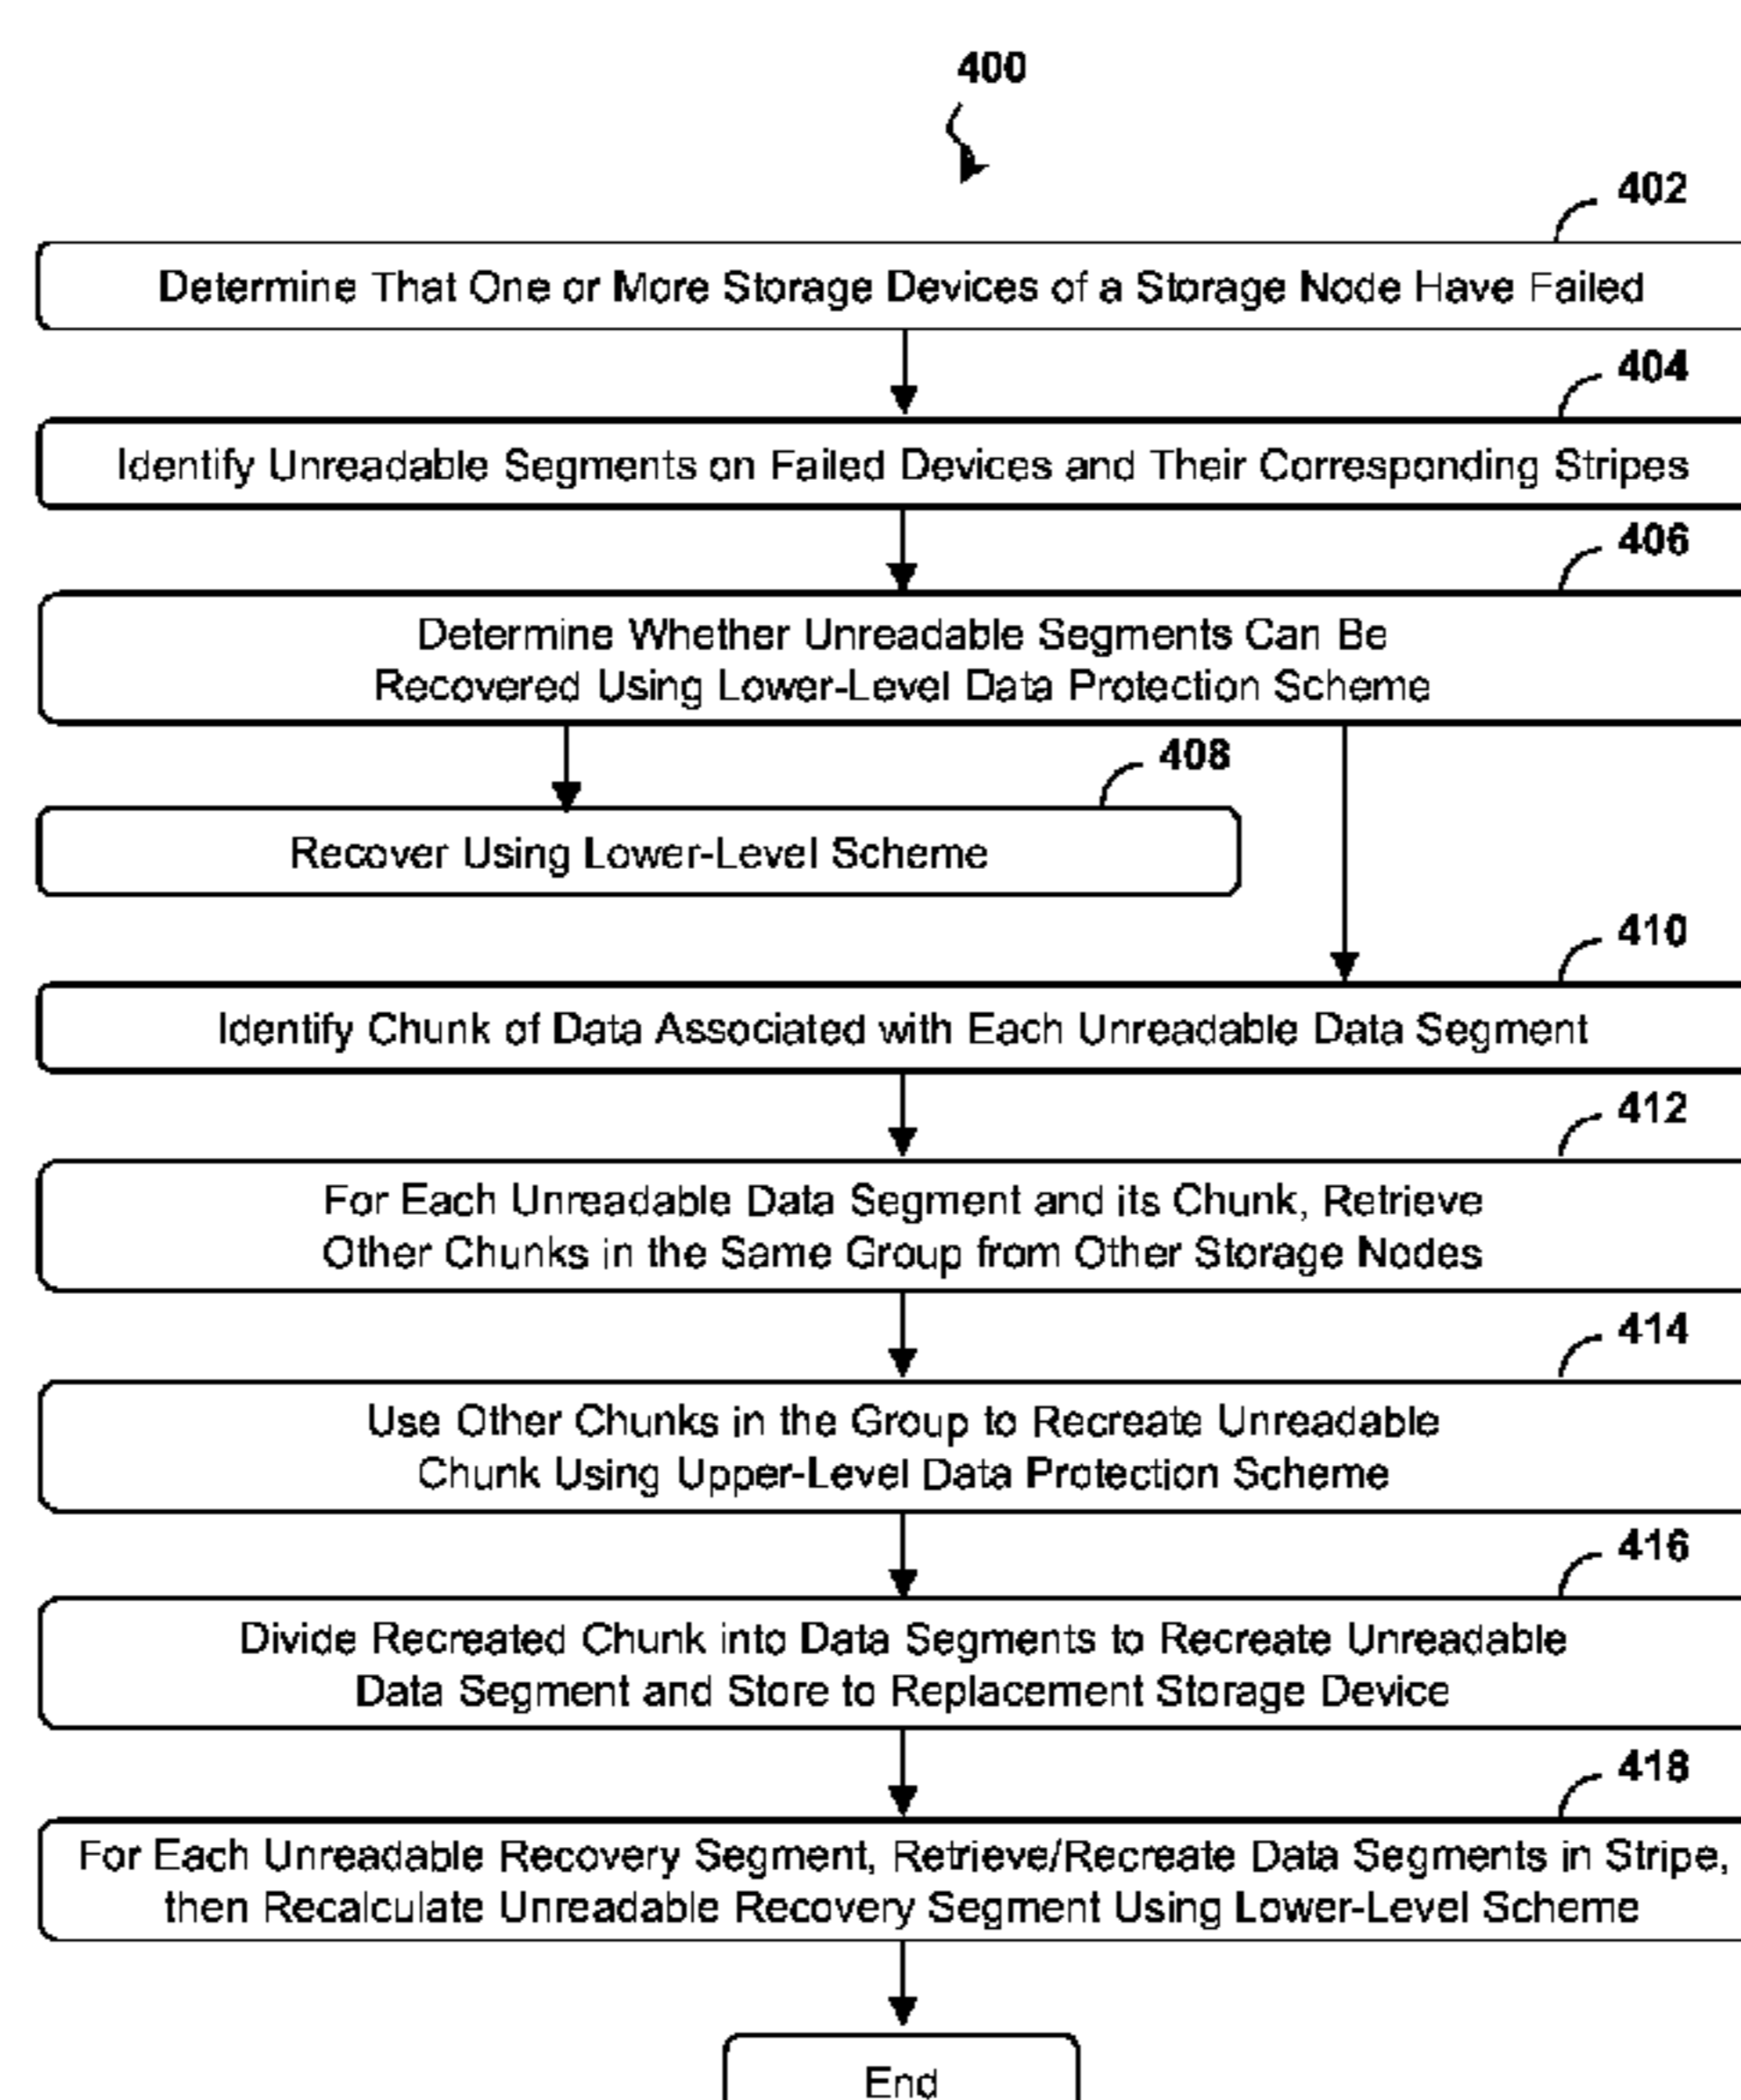 400
402
Determine That One or More Storage Devices of a Storage Node Have Failed
404
Identify Unreadable Segments on Failed Devices and Their Corresponding Stripes
406
Determine Whether Unreadable Segments Can Be
Recovered Using Lower-Level Data Protection Scheme
408
Recover Using Lower-Level Scheme
410
Identify Chunk of Data Associated with Each Unreadable Data Segment
412
For Each Unreadable Data Segment and its Chunk, Retrieve
Other Chunks in the Same Group from Other Storage Nodes
414
Use Other Chunks in the Group to Recreate Unreadable
Chunk Using Upper-Level Data Protection Scheme
416
Divide Recreated Chunk into Data Segments to Recreate Unreadable
Data Segment and Store to Replacement Storage Device
418
For Each Unreadable Recovery Segment, Retrieve/Recreate Data Segments in Stripe,
then Recalculate Unreadable Recovery Segment Using Lower-Level Scheme
End